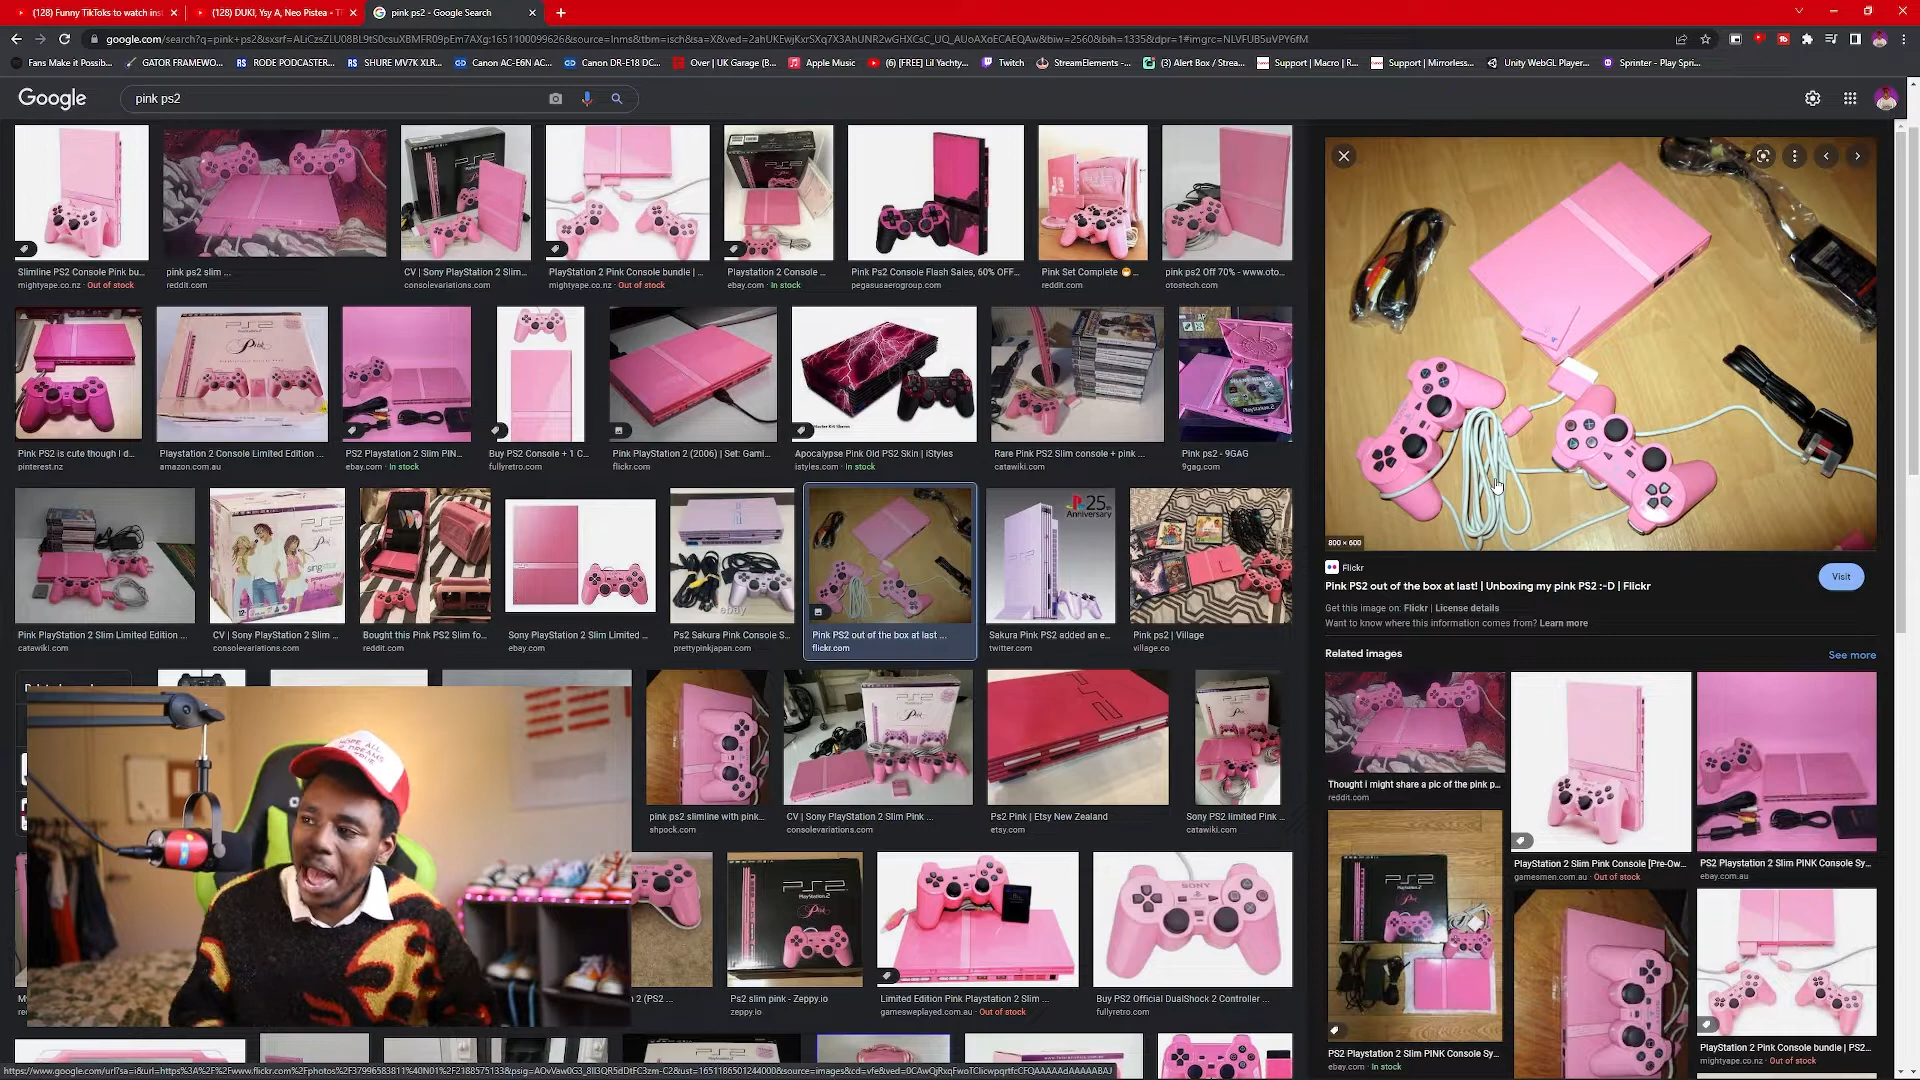 (128) Funny TikToks to watch inst
(128) DUKI, Ysy A, Neo Pistea - TF
pink ps2 - Google Search
Fans Make it Possib...
GATOR FRAMEWO...
RODE PODCASTER...
SHURE MV7K XLR...
Canon AC-E6N AC...
Canon DR-E18 DC...
Over | UK Garage (B...
Apple Music
(6) [FREE] Lil Yachty...
Twitch
StreamElements -...
(3) Alert Box / Strea...
Support | Macro | R...
Support | Mirrorless...
Unity WebGL Player...
Sprinter - Play Spri...
Google
pink ps2
Slimline PS2 Console Pink bu...
mightyape.co.nz · Out of stock
pink ps2 slim ...
reddit.com
CV | Sony PlayStation 2 Slim...
consolevariations.com
PlayStation 2 Pink Console bundle | ...
mightyape.co.nz · Out of stock
Playstation 2 Console ...
ebay.com · In stock
Pink Ps2 Console Flash Sales, 60% OFF...
pegasusaerogroup.com
Pink Set Complete 😁...
reddit.com
pink ps2 Off 70% - www.oto...
otostech.com
Pink PS2 is cute though I d...
pinterest.nz
Playstation 2 Console Limited Edition ...
amazon.com.au
PS2 Playstation 2 Slim PIN...
ebay.com · In stock
Buy PS2 Console + 1 C...
fullyretro.com
Pink PlayStation 2 (2006) | Set: Gami...
flickr.com
Apocalypse Pink Old PS2 Skin | iStyles
istyles.com · In stock
Rare Pink PS2 Slim console + pink ...
catawiki.com
Pink ps2 - 9GAG
9gag.com
25th
Anniversary
Pink PlayStation 2 Slim Limited Edition ...
catawiki.com
CV | Sony PlayStation 2 Slim ...
consolevariations.com
Bought this Pink PS2 Slim fo...
reddit.com
Sony PlayStation 2 Slim Limited ...
ebay.com
Ps2 Sakura Pink Console S...
prettypinkjapan.com
Pink PS2 out of the box at last ...
flickr.com
Sakura Pink PS2 added an e...
twitter.com
Pink ps2 | Village
village.co
pink ps2 slimline with pink...
shpock.com
CV | Sony PlayStation 2 Slim Pink ...
consolevariations.com
Ps2 Pink | Etsy New Zealand
etsy.com
Sony PS2 limited Pink ...
catawiki.com
2 (PS2 ...
Ps2 slim pink - Zeppy.io
zeppy.io
Limited Edition Pink Playstation 2 Slim ...
gamesweplayed.com.au · Out of stock
Buy PS2 Official DualShock 2 Controller ...
fullyretro.com
800 × 600
Flickr
Pink PS2 out of the box at last! | Unboxing my pink PS2 :-D | Flickr
Visit
Get this image on: Flickr | License details
Want to know where this information comes from? Learn more
Related images
See more
Thought i might share a pic of the pink p...
reddit.com
PlayStation 2 Slim Pink Console [Pre-Ow...
gamesmen.com.au · Out of stock
PS2 Playstation 2 Slim PINK Console Sy...
ebay.com.au
PS2 Playstation 2 Slim PINK Console Sy...
ebay.com · In stock
PlayStation 2 Pink Console bundle | PS2...
mightyape.co.nz · Out of stock